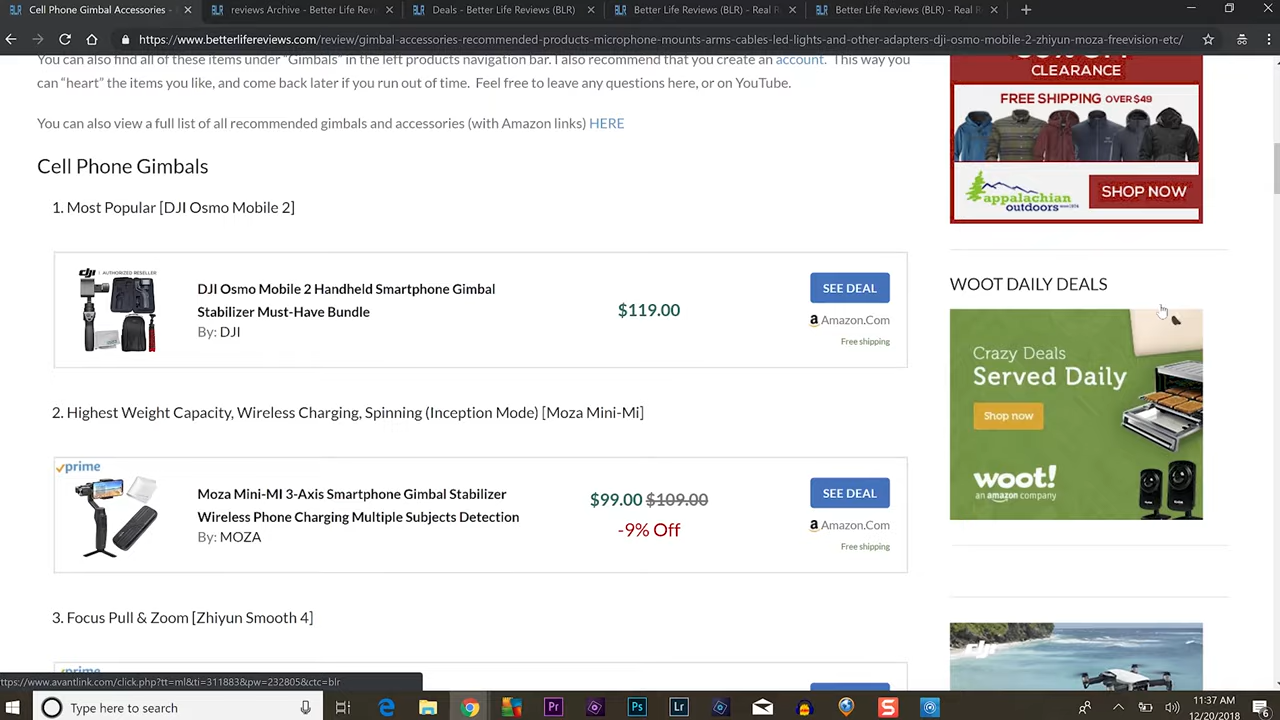 Cell Phone Gimbal Accessories
reviews Archive - Better Life Rev
Deals - Better Life Reviews (BLR)
Better Life Reviews (BLR) - Real R
Better Life Reviews (BLR) - Real R
https://www.betterlifereviews.com/review/gimbal-accessories-recommended-products-microphone-mounts-arms-cables-led-lights-and-other-adapters-dji-osmo-mobile-2-zhiyun-moza-freevision-etc/
You can also find all of these items under "Gimbals" in the left products navigation bar. I also recommend that you create an account. This way you
can “heart” the items you like, and come back later if you run out of time. Feel free to leave any questions here, or on YouTube.
You can also view a full list of all recommended gimbals and accessories (with Amazon links) HERE
Cell Phone Gimbals
1. Most Popular [DJI Osmo Mobile 2]
dji AUTHORIZED RESELLER
DJI Osmo Mobile 2 Handheld Smartphone Gimbal
Stabilizer Must-Have Bundle
By: DJI
$119.00
SEE DEAL
a Amazon.Com
Free shipping
2. Highest Weight Capacity, Wireless Charging, Spinning (Inception Mode) [Moza Mini-Mi]
prime
Moza Mini-MI 3-Axis Smartphone Gimbal Stabilizer
Wireless Phone Charging Multiple Subjects Detection
By: MOZA
$99.00 $109.00
-9% Off
SEE DEAL
a Amazon.Com
Free shipping
3. Focus Pull & Zoom [Zhiyun Smooth 4]
prime
CLEARANCE
FREE SHIPPING OVER $49
appalachian
outdoors
SHOP NOW
WOOT DAILY DEALS
Crazy Deals
Served Daily
Shop now
woot!
an amazon company
dji
https://www.avantlink.com/click.php?tt=ml&ti=311883&pw=232805&ctc=blr
Type here to search
Pr
Ps
Lr
S
11:37 AM
12/20/2018
6